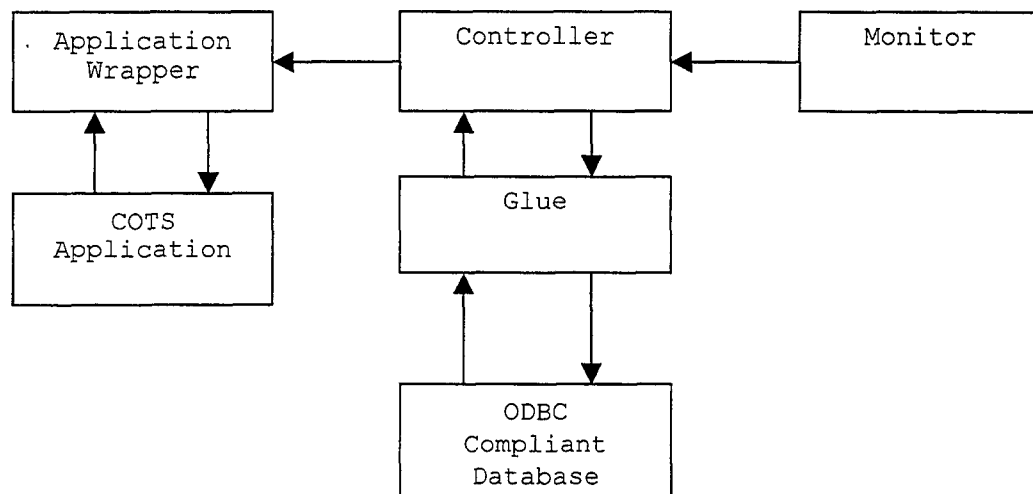 Application
Wrapper
Controller
Monitor
COTS
Application
Glue
ODBC
Compliant
Database